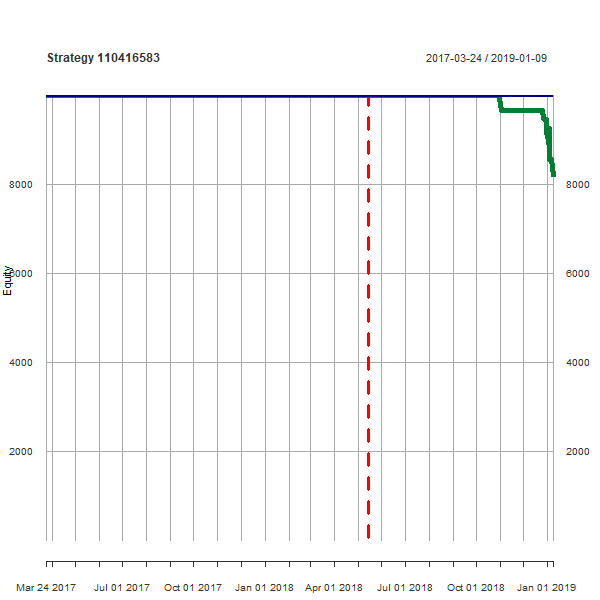 Strategy 110416583
2017-03-24 / 2019-01-09
8000
8000
Equity
6000
6000
4000
4000
2000
2000
Mar 24 2017
Jul 01 2017
Oct 01 2017
Jan 01 2018
Apr 01 2018
Jul 01 2018
Oct 01 2018
Jan 01 2019